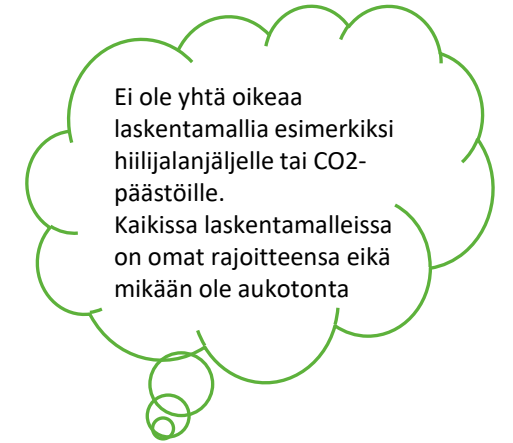 Ei ole yhtä oikeaa
laskentamallia esimerkiksi
hiilijalanjäljelle tai CO2-
päästöille.
Kaikissa laskentamalleissa
on omat rajoitteensa eikä
mikään ole aukotonta